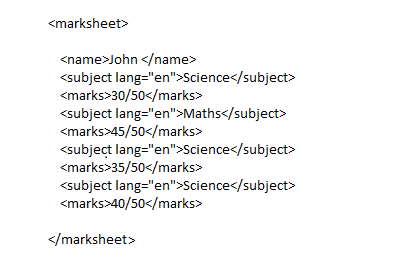 <marksheet>
<name>John </name>
<subject lang="en">Science</subject>
<marks>30/50</marks>
<subject lang="en">Maths</subject>
<marks>45/50</marks>
<subject lang="en">Science</subject>
<marks>35/50</marks>
<subject lang="en">Science</subject>
<marks>40/50</marks>
</marksheet>